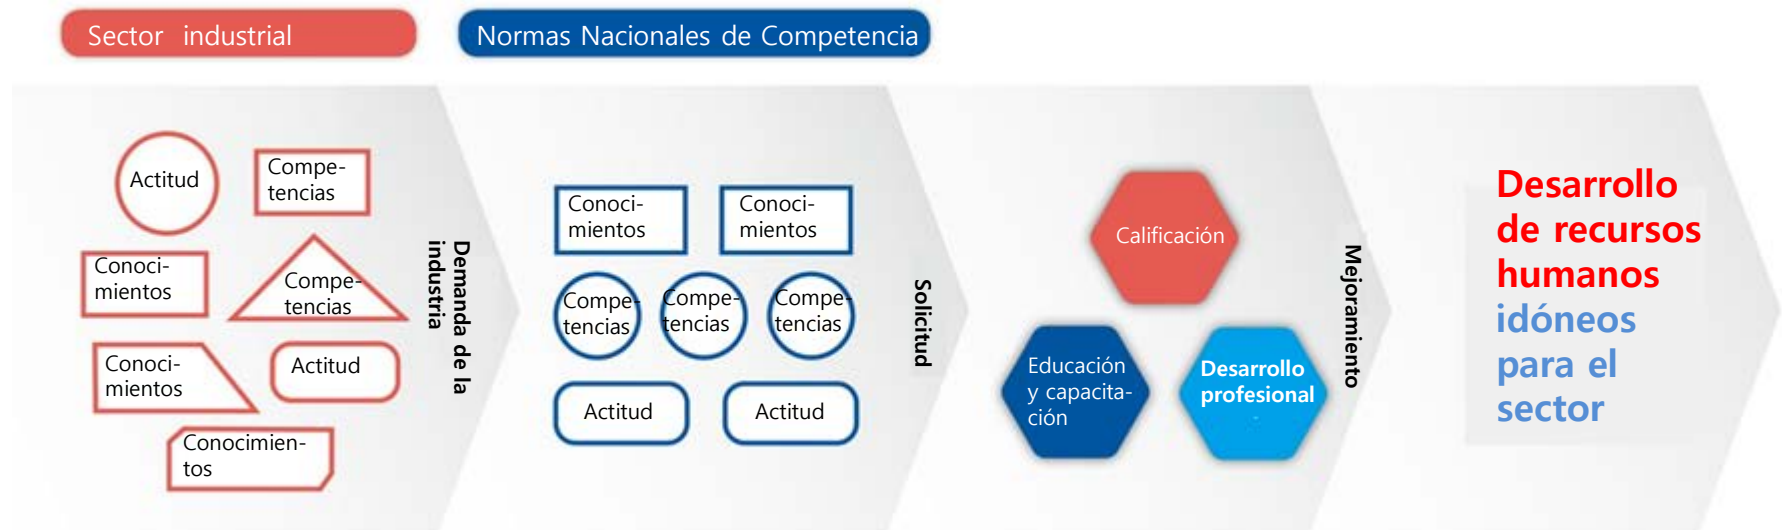 Sector industrial
Normas Nacionales de Competencia
Actitud
Compe-
tencias
Conoci-
mientos
Compe-
tencias
Conoci-
mientos
Actitud
Conocimien-
tos
Demanda de la
industria
Conoci-
mientos
Conoci-
mientos
Compe-
tencias
Compe-
tencias
Compe-
tencias
Actitud
Actitud
Solicitud
Calificación
Educación
y capacita-
ción
Desarrollo
profesional
Mejoramiento
Desarrollo
de recursos
humanos
idóneos
para el
sector